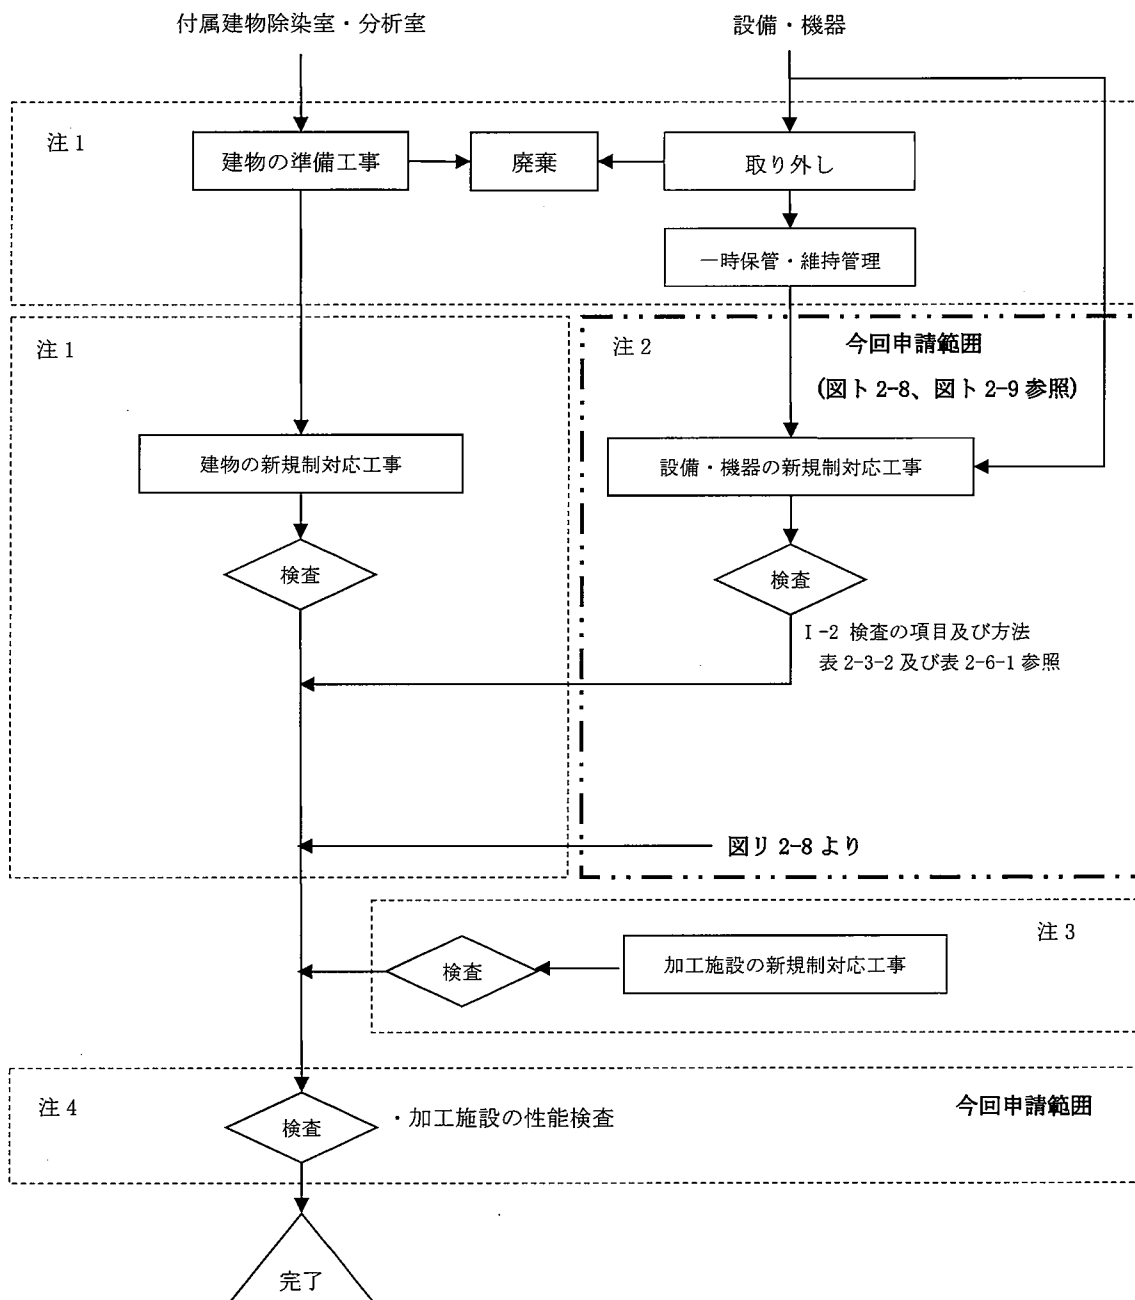 付属建物除染室・分析室
設備・機器
注 1
建物の準備工事
廃棄
取り外し
一時保管・維持管理
注 1
注 2
今回申請範囲
(図ト 2-8、図ト 2-9 参照)
建物の新規制対応工事
設備・機器の新規制対応工事
検査
検査
Ⅰ-2 検査の項目及び方法
表 2-3-2 及び表 2-6-1 参照
図リ 2-8 より
注 3
検査
加工施設の新規制対応工事
注 4
検査
・加工施設の性能検査
今回申請範囲
完了